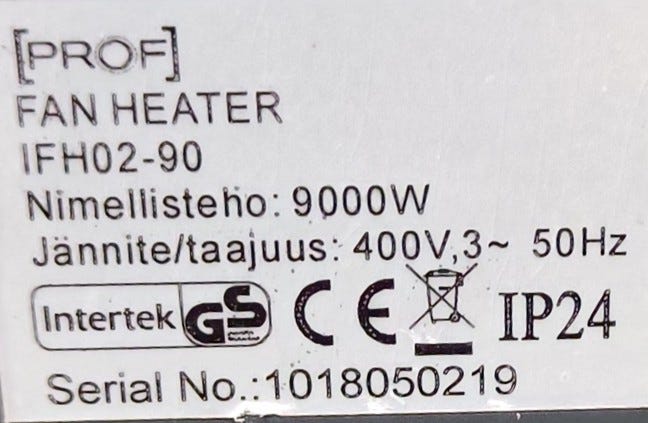 [PROF]
FAN HEATER
IFH02-90
Nimellisteho: 9000W
Jännite/taajuus: 400V,3~ 50Hz
Intertek GS CE IP24
Serial No.:1018050219